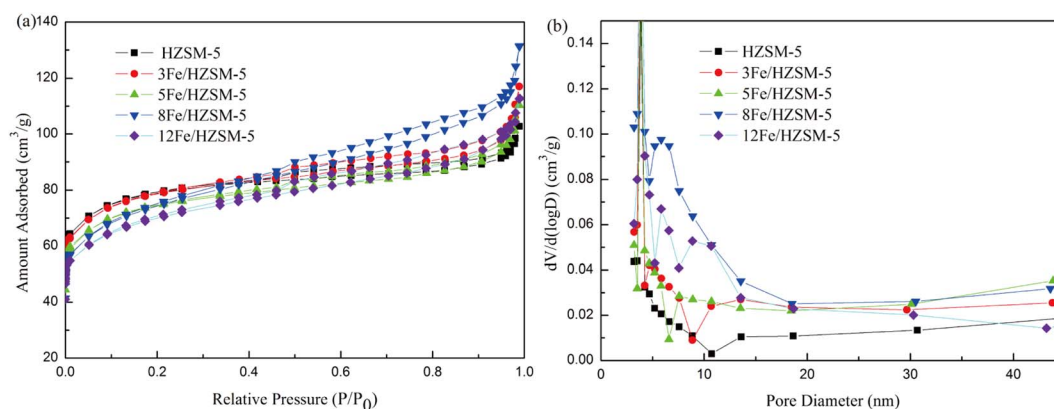 (a)
HZSM-5
3Fe/HZSM-5
5Fe/HZSM-5
8Fe/HZSM-5
12Fe/HZSM-5
Amount Adsorbed (cm³/g)
140
120
100
80
60
40
20
0.0
0.2
0.4
0.6
0.8
1.0
Relative Pressure (P/P₀)
(b)
HZSM-5
3Fe/HZSM-5
5Fe/HZSM-5
8Fe/HZSM-5
12Fe/HZSM-5
dV/d(logD) (cm³/g)
0.14
0.12
0.10
0.08
0.06
0.04
0.02
0.00
0
10
20
30
40
Pore Diameter (nm)